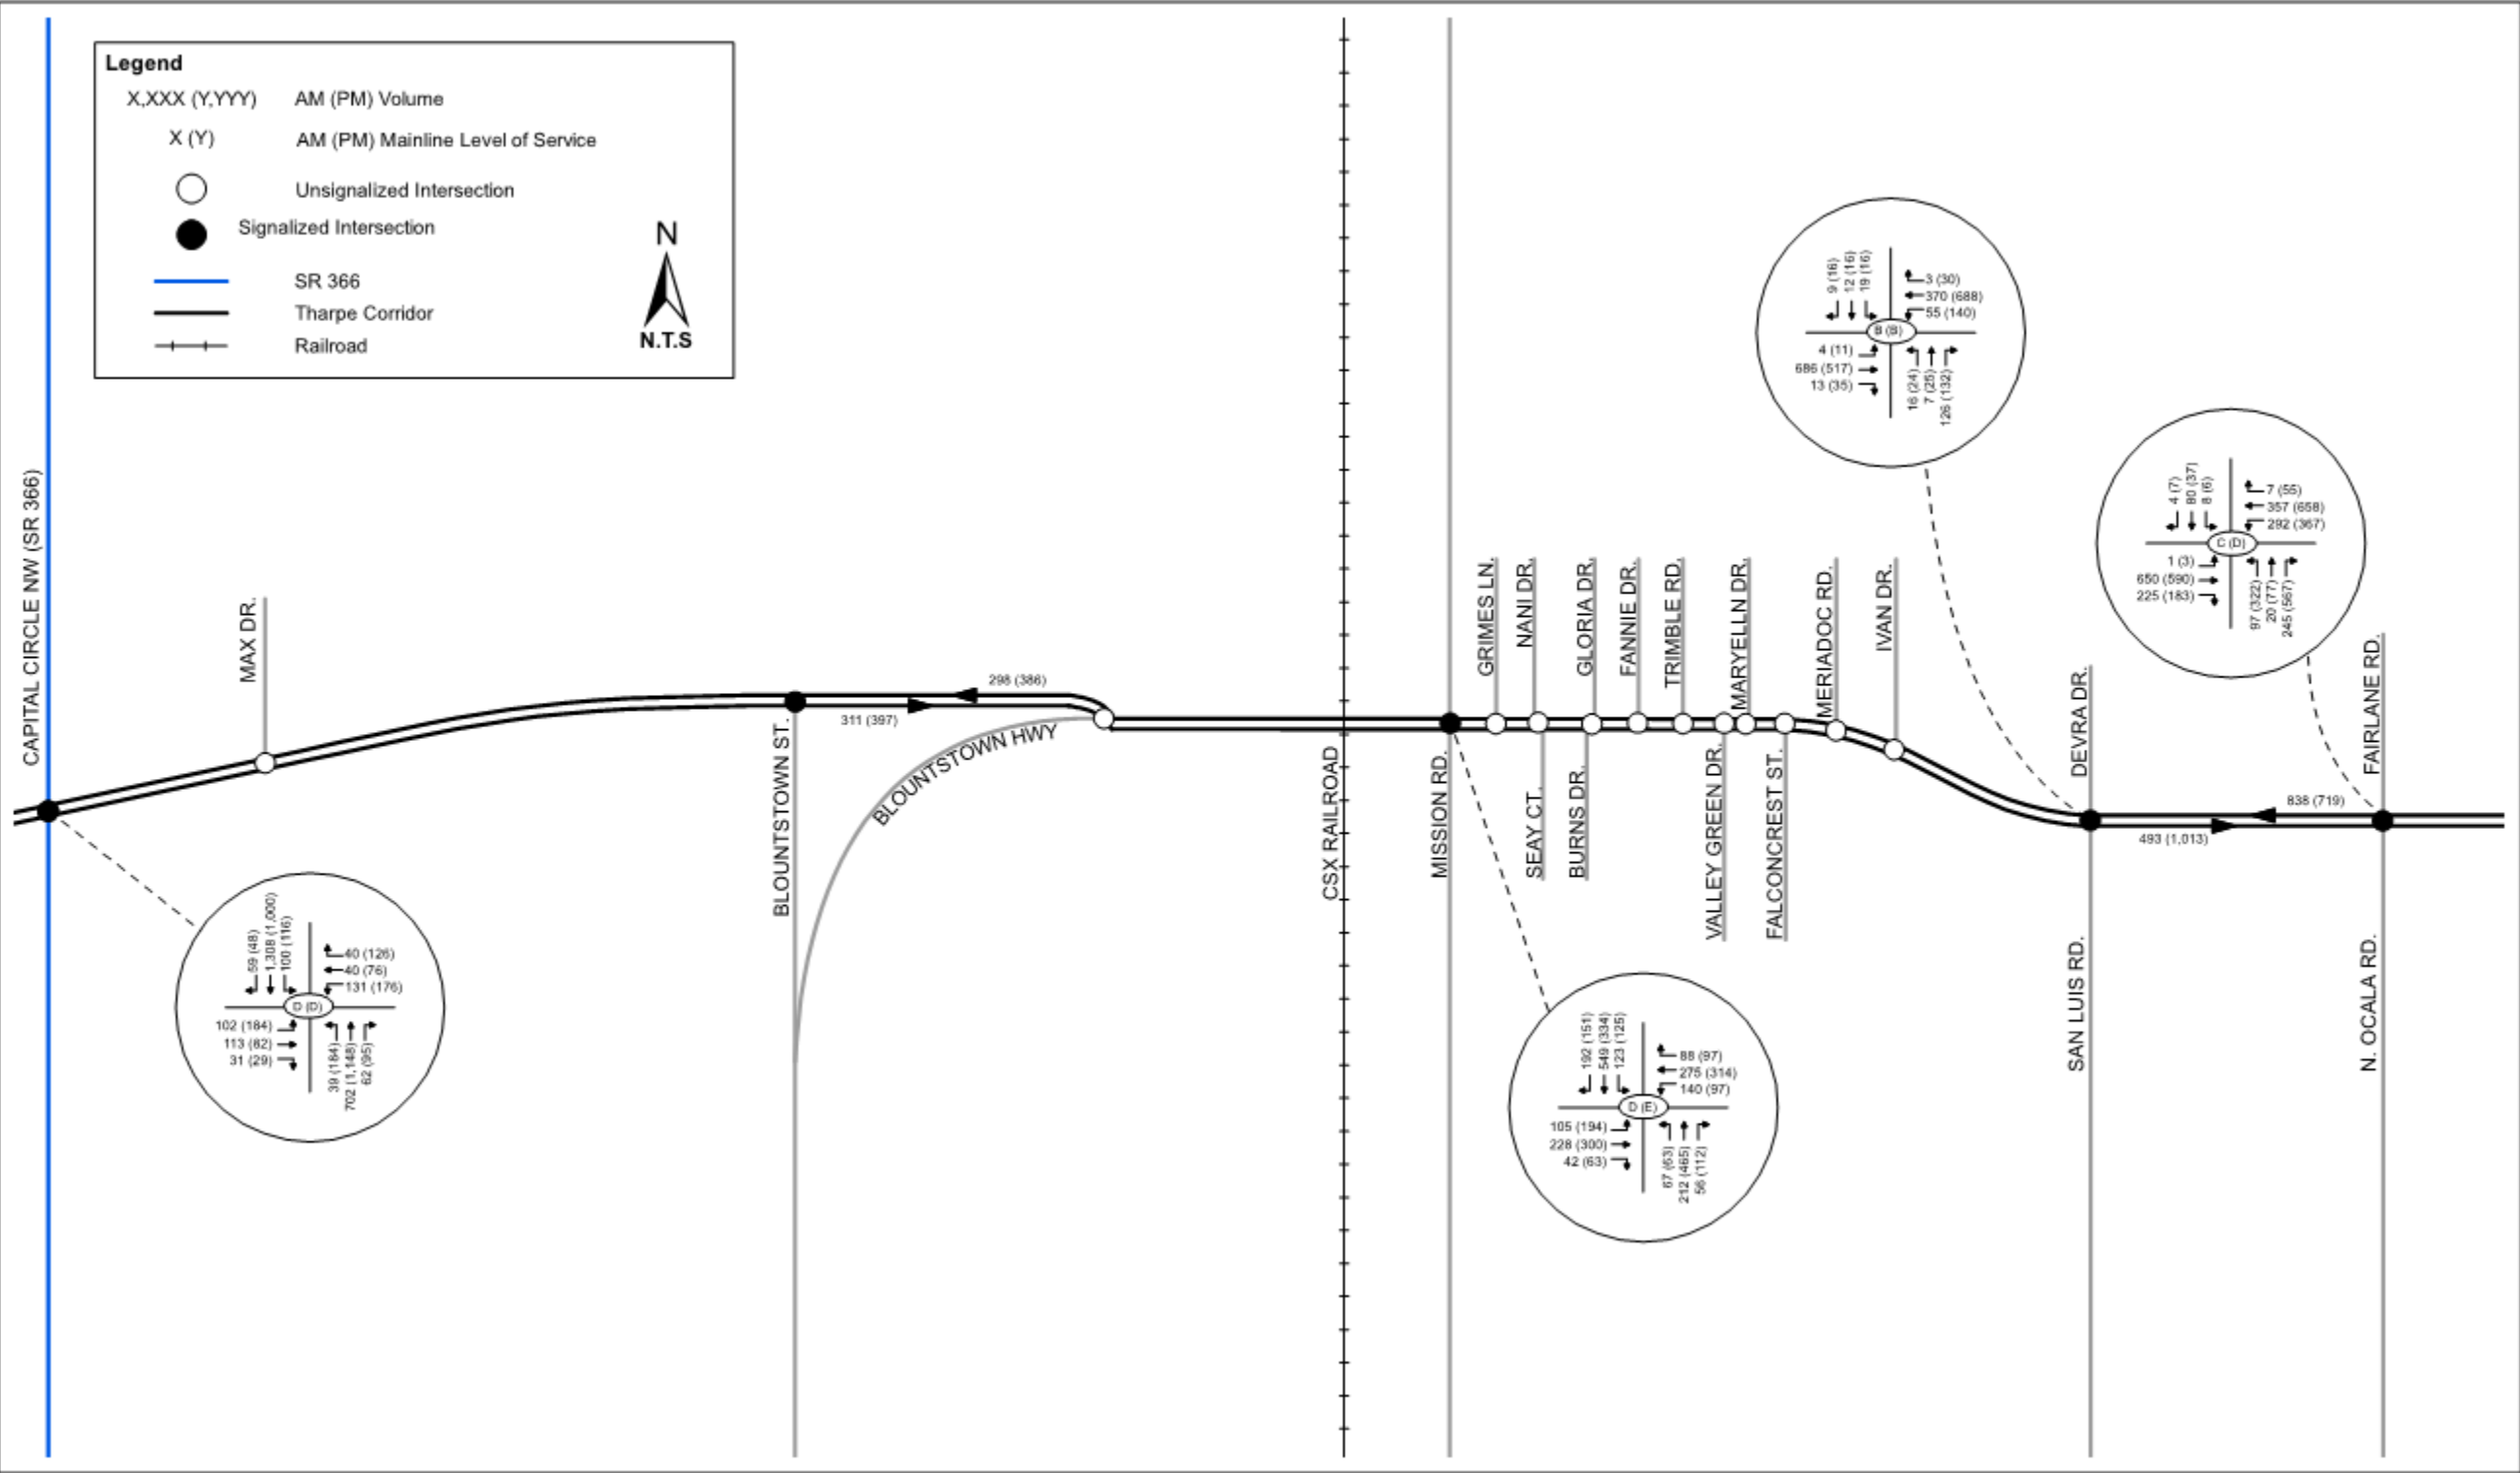 Legend
X,XXX (Y,YYY) AM (PM) Volume
X (Y) AM (PM) Mainline Level of Service
Unsignalized Intersection
Signalized Intersection
SR 366
Tharpe Corridor
Railroad
N
N.T.S
9 (16)
12 (16)
19 (16)
3 (30)
370 (688)
55 (140)
B (B)
4 (11)
686 (517)
13 (35)
16 (24)
7 (25)
126 (132)
4 (7)
80 (37)
8 (6)
7 (55)
357 (658)
292 (367)
C (D)
1 (3)
650 (590)
225 (183)
97 (322)
20 (77)
245 (567)
CAPITAL CIRCLE NW (SR 366)
MAX DR.
298 (386)
311 (397)
BLOUNTSTOWN ST.
BLOUNTSTOWN HWY
CSX RAILROAD
MISSION RD.
GRIMES LN.
NANI DR.
SEAY CT.
GLORIA DR.
BURNS DR.
FANNIE DR.
TRIMBLE RD.
VALLEY GREEN DR.
MARYELLN DR.
FALCONCREST ST.
MERIADOC RD.
IVAN DR.
DEVRA DR.
SAN LUIS RD.
838 (719)
493 (1,013)
FAIRLANE RD.
N. OCALA RD.
59 (48)
1,308 (1,000)
100 (116)
40 (126)
40 (76)
131 (176)
D (D)
102 (184)
113 (82)
31 (29)
39 (184)
702 (1,148)
62 (95)
192 (151)
549 (334)
123 (125)
88 (97)
275 (314)
140 (97)
D (E)
105 (194)
228 (300)
42 (63)
67 (63)
212 (465)
56 (112)